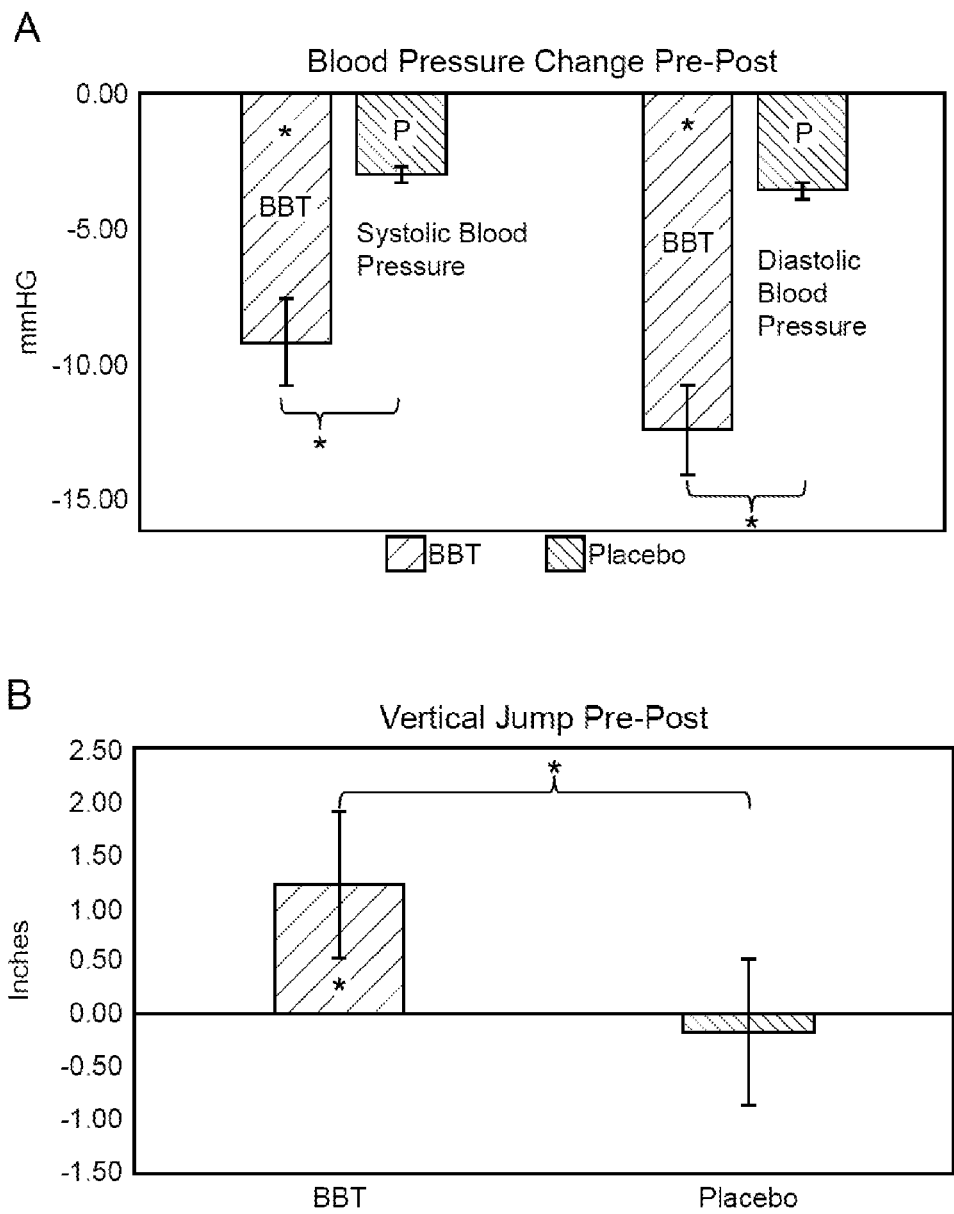 A
Blood Pressure Change Pre-Post
0.00
-5.00
-10.00
-15.00
mmHG
*
BBT
P
Systolic Blood
Pressure
*
*
BBT
P
Diastolic
Blood
Pressure
*
BBT
Placebo
B
Vertical Jump Pre-Post
2.50
2.00
1.50
1.00
0.50
0.00
-0.50
-1.00
-1.50
Inches
*
*
BBT
Placebo